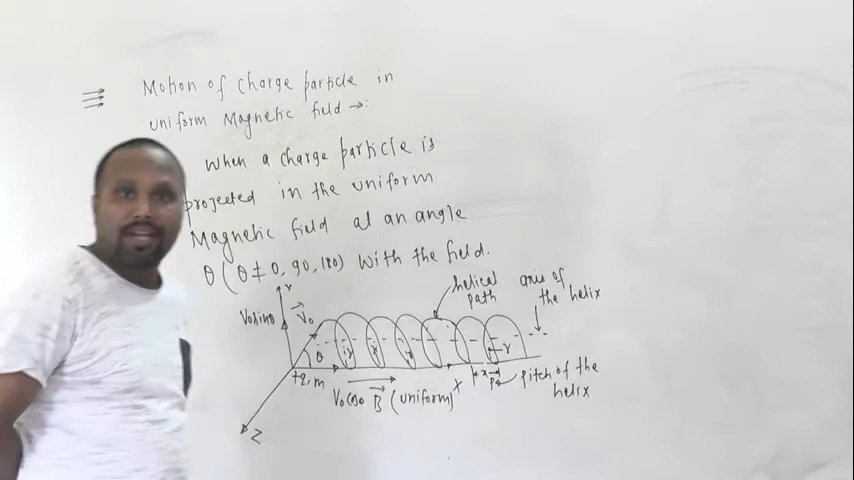 Motion of charge particle in
uniform Magnetic field →:
When a charge particle is
projected in the uniform
Magnetic field at an angle
θ (θ ≠ 0, 90, 180) with the field.
Y
V₀sinθ
V₀
θ
+q, m
V₀cosθ
B (uniform)
X
Z
helical
path
axis of
the helix
r
x
P
pitch of the
helix